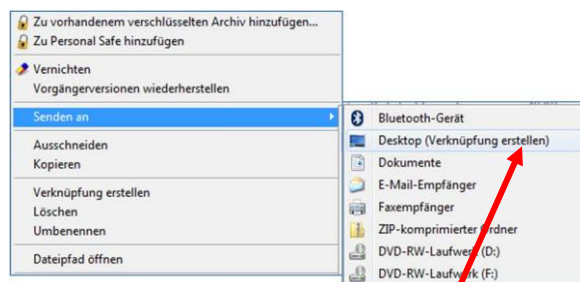 Zu vorhandenem verschlüsselten Archiv hinzufügen...
Zu Personal Safe hinzufügen
Vernichten
Vorgängerversionen wiederherstellen
Senden an
Ausschneiden
Kopieren
Verknüpfung erstellen
Löschen
Umbenennen
Dateipfad öffnen
Bluetooth-Gerät
Desktop (Verknüpfung erstellen)
Dokumente
E-Mail-Empfänger
Faxempfänger
ZIP-komprimierter Ordner
DVD-RW-Laufwerk (D:)
DVD-RW-Laufwerk (F:)